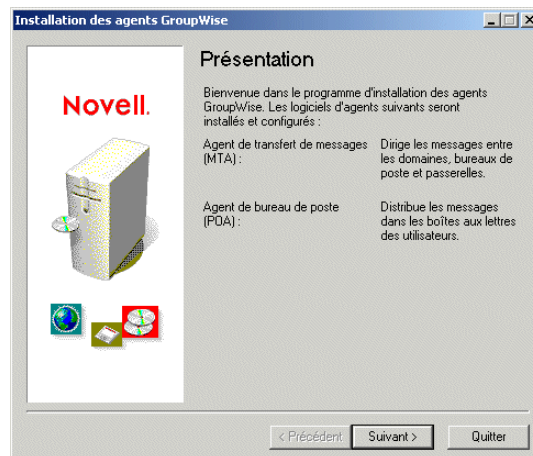 Installation des agents GroupWise
Novell.
Présentation
Bienvenue dans le programme d'installation des agents
GroupWise. Les logiciels d'agents suivants seront
installés et configurés :
Agent de transfert de messages
(MTA) :
Dirige les messages entre
les domaines, bureaux de
poste et passerelles.
Agent de bureau de poste
(POA) :
Distribue les messages
dans les boîtes aux lettres
des utilisateurs.
< Précédent
Suivant >
Quitter